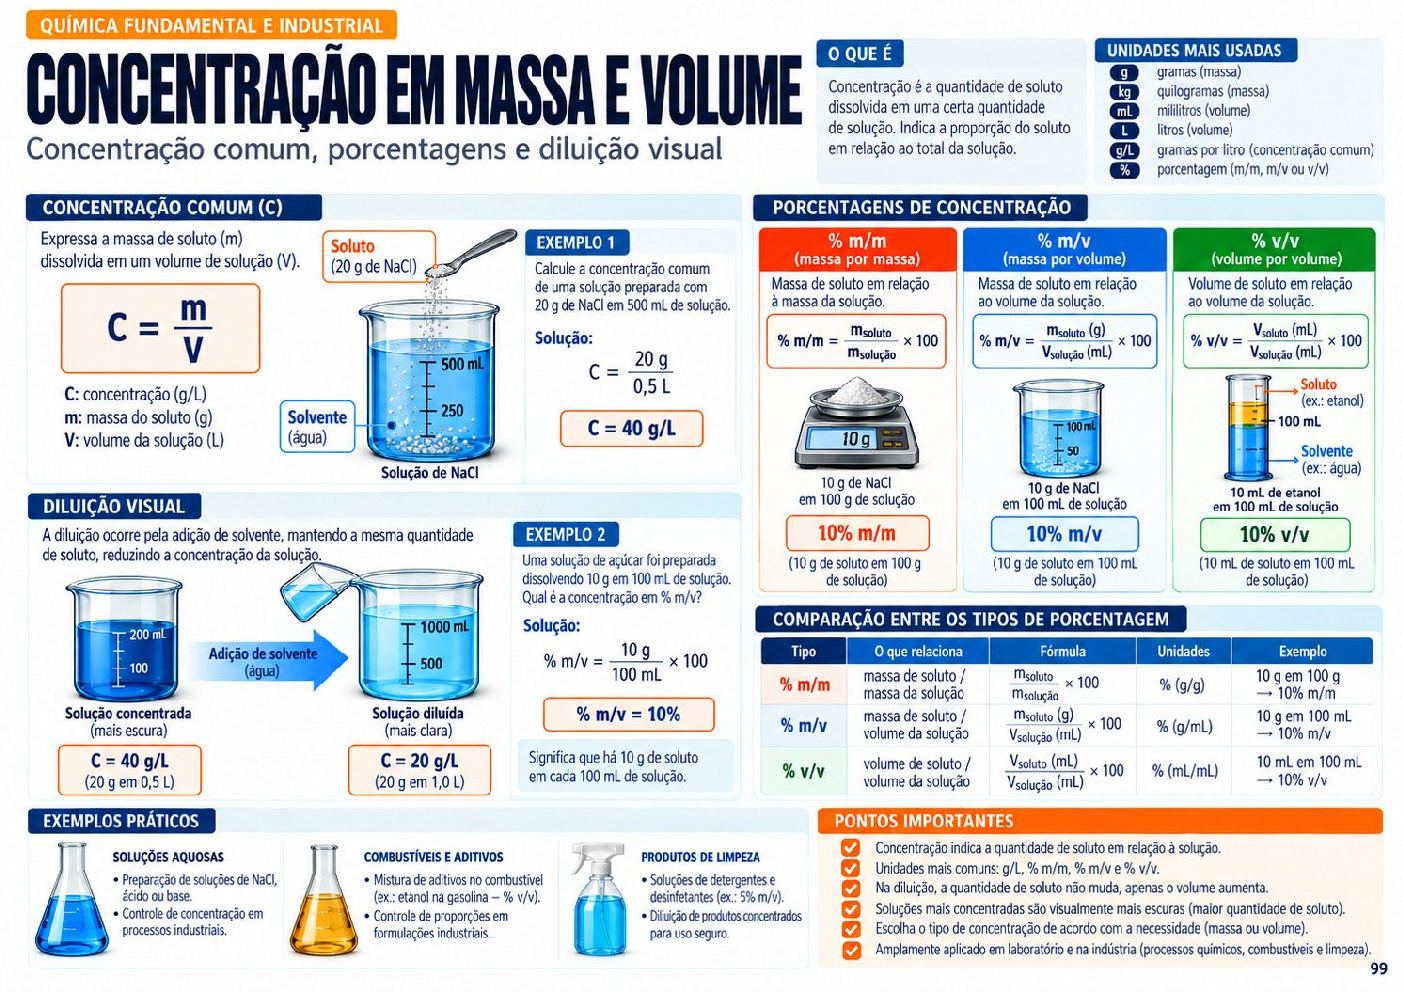 QUÍMICA FUNDAMENTAL E INDUSTRIAL
CONCENTRAÇÃO EM MASSA E VOLUME
Concentração comum, porcentagens e diluição visual
O QUE É
Concentração é a quantidade de soluto
dissolvida em uma certa quantidade
de solução. Indica a proporção do soluto
em relação ao total da solução.
UNIDADES MAIS USADAS
g gramas (massa)
kg quilogramas (massa)
mL mililitros (volume)
L litros (volume)
g/L gramas por litro (concentração comum)
% porcentagem (m/m, m/v ou v/v)
CONCENTRAÇÃO COMUM (C)
Expressa a massa de soluto (m)
dissolvida em um volume de solução (V).
C = m / V
C: concentração (g/L)
m: massa do soluto (g)
V: volume da solução (L)
Soluto
(20 g de NaCl)
500 mL
250
Solvente
(água)
Solução de NaCl
EXEMPLO 1
Calcule a concentração comum
de uma solução preparada com
20 g de NaCl em 500 mL de solução.
Solução:
C = 20 g / 0,5 L
C = 40 g/L
PORCENTAGENS DE CONCENTRAÇÃO
% m/m
(massa por massa)
Massa de soluto em relação
à massa da solução.
% m/m = msoluto / msolução × 100
10 g
10 g de NaCl
em 100 g de solução
10% m/m
(10 g de soluto em 100 g
de solução)
% m/v
(massa por volume)
Massa de soluto em relação
ao volume da solução.
% m/v = msoluto (g) / Vsolução (mL) × 100
100 mL
50
10 g de NaCl
em 100 mL de solução
10% m/v
(10 g de soluto em 100 mL
de solução)
% v/v
(volume por volume)
Volume de soluto em relação
ao volume da solução.
% v/v = Vsoluto (mL) / Vsolução (mL) × 100
Soluto
(ex.: etanol)
100 mL
Solvente
(ex.: água)
10 mL de etanol
em 100 mL de solução
10% v/v
(10 mL de soluto em 100 mL
de solução)
DILUIÇÃO VISUAL
A diluição ocorre pela adição de solvente, mantendo a mesma quantidade
de soluto, reduzindo a concentração da solução.
200 mL
100
Solução concentrada
(mais escura)
C = 40 g/L
(20 g em 0,5 L)
Adição de solvente
(água)
1000 mL
500
Solução diluída
(mais clara)
C = 20 g/L
(20 g em 1,0 L)
EXEMPLO 2
Uma solução de açúcar foi preparada
dissolvendo 10 g em 100 mL de solução.
Qual é a concentração em % m/v?
Solução:
% m/v = 10 g / 100 mL × 100
% m/v = 10%
Significa que há 10 g de soluto
em cada 100 mL de solução.
COMPARAÇÃO ENTRE OS TIPOS DE PORCENTAGEM
Tipo O que relaciona Fórmula Unidades Exemplo
% m/m massa de soluto / massa da solução msoluto / msolução × 100 % (g/g) 10 g em 100 g → 10% m/m
% m/v massa de soluto / volume da solução msoluto (g) / Vsolução (mL) × 100 % (g/mL) 10 g em 100 mL → 10% m/v
% v/v volume de soluto / volume da solução Vsoluto (mL) / Vsolução (mL) × 100 % (mL/mL) 10 mL em 100 mL → 10% v/v
EXEMPLOS PRÁTICOS
SOLUÇÕES AQUOSAS
• Preparação de soluções de NaCl,
ácido ou base.
• Controle de concentração em
processos industriais.
COMBUSTÍVEIS E ADITIVOS
• Mistura de aditivos no combustível
(ex.: etanol na gasolina – % v/v).
• Controle de proporções em
formulações industriais.
PRODUTOS DE LIMPEZA
• Soluções de detergentes e
desinfetantes (ex.: 5% m/v).
• Diluição de produtos concentrados
para uso seguro.
PONTOS IMPORTANTES
Concentração indica a quantidade de soluto em relação à solução.
Unidades mais comuns: g/L, % m/m, % m/v e % v/v.
Na diluição, a quantidade de soluto não muda, apenas o volume aumenta.
Soluções mais concentradas são visualmente mais escuras (maior quantidade de soluto).
Escolha o tipo de concentração de acordo com a necessidade (massa ou volume).
Amplamente aplicado em laboratório e na indústria (processos químicos, combustíveis e limpeza).
99